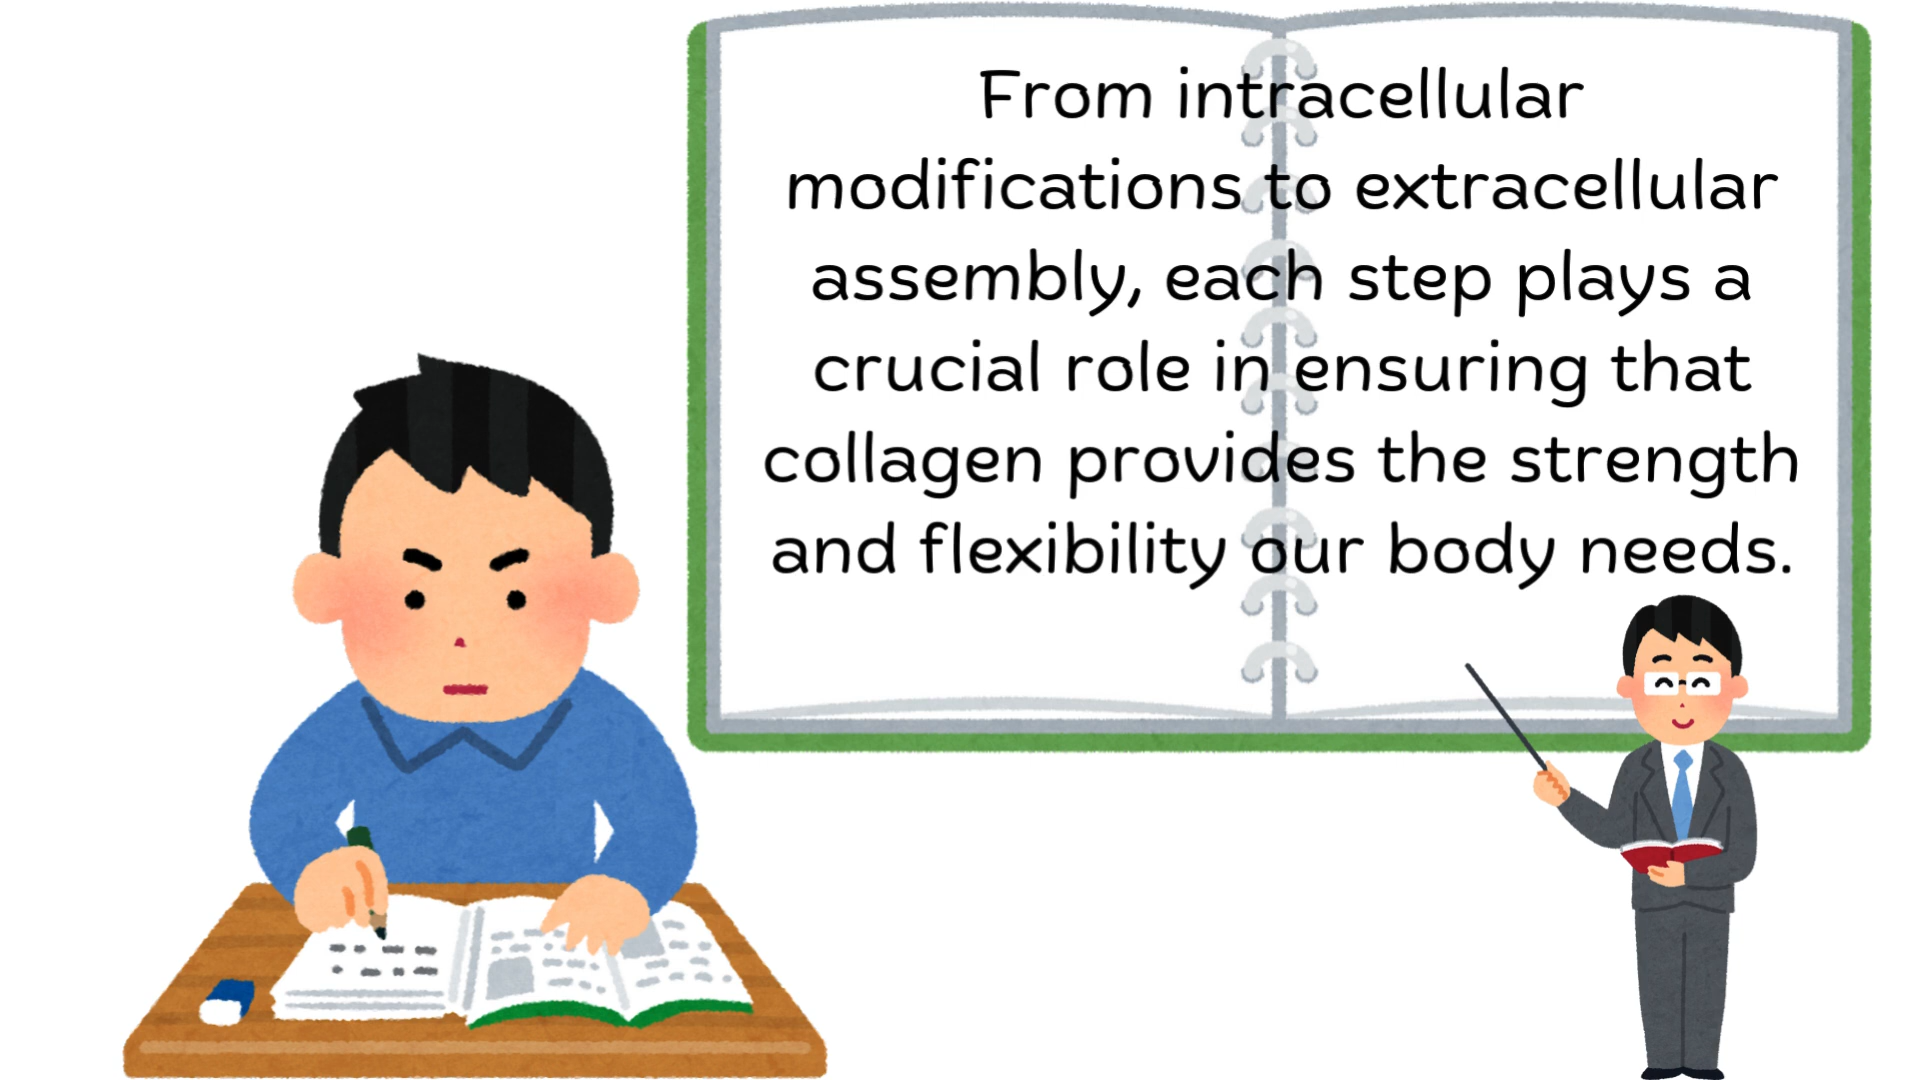 From intracellular
modifications to extracellular
assembly, each step plays a
crucial role in ensuring that
collagen provides the strength
and flexibility our body needs.